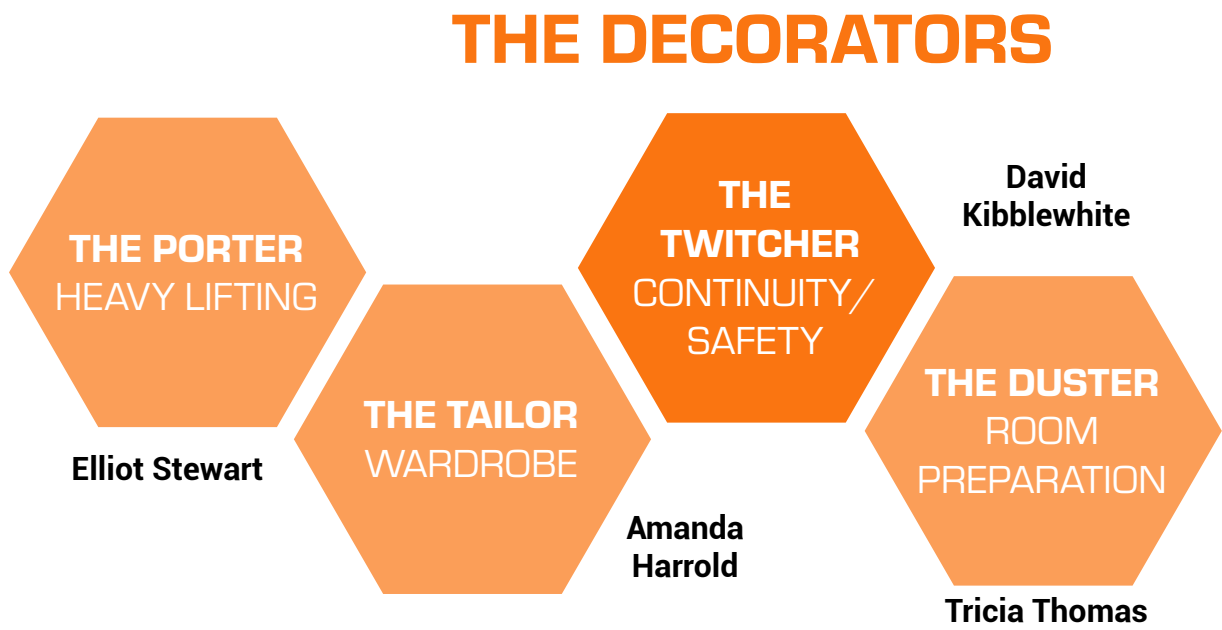 THE DECORATORS
THE PORTER
HEAVY LIFTING
Elliot Stewart
THE TAILOR
WARDROBE
Amanda
Harrold
THE
TWITCHER
CONTINUITY/
SAFETY
David
Kibblewhite
THE DUSTER
ROOM
PREPARATION
Tricia Thomas